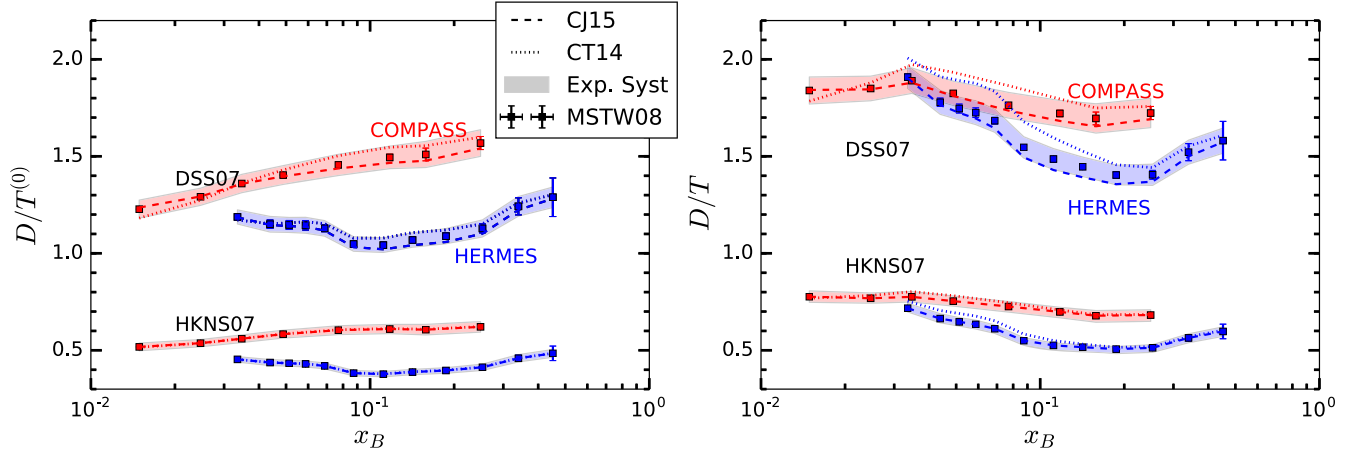 D/T^(0)
2.0
1.5
1.0
0.5
COMPASS
DSS07
HERMES
HKNS07
10^-2
10^-1
10^0
x_B
CJ15
CT14
Exp. Syst
MSTW08
D/T
2.0
1.5
1.0
0.5
COMPASS
DSS07
HERMES
HKNS07
10^-2
10^-1
10^0
x_B